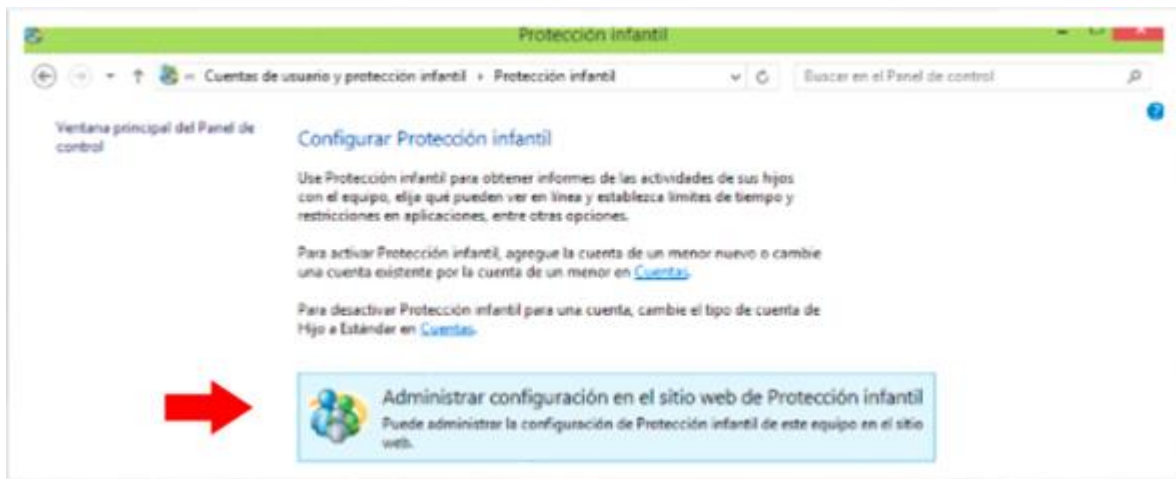 Protección infantil
Cuentas de usuario y protección infantil
Protección infantil
Buscar en el Panel de control
Ventana principal del Panel de
control
Configurar Protección infantil
Use Protección infantil para obtener informes de las actividades de sus hijos
con el equipo, elija qué pueden ver en línea y establezca límites de tiempo y
restricciones en aplicaciones, entre otras opciones.
Para activar Protección infantil, agregue la cuenta de un menor nuevo o cambie
una cuenta existente por la cuenta de un menor en Cuentas.
Para desactivar Protección infantil para una cuenta, cambie el tipo de cuenta de
Hijo a Estándar en Cuentas.
Administrar configuración en el sitio web de Protección infantil
Puede administrar la configuración de Protección infantil de este equipo en el sitio
web.